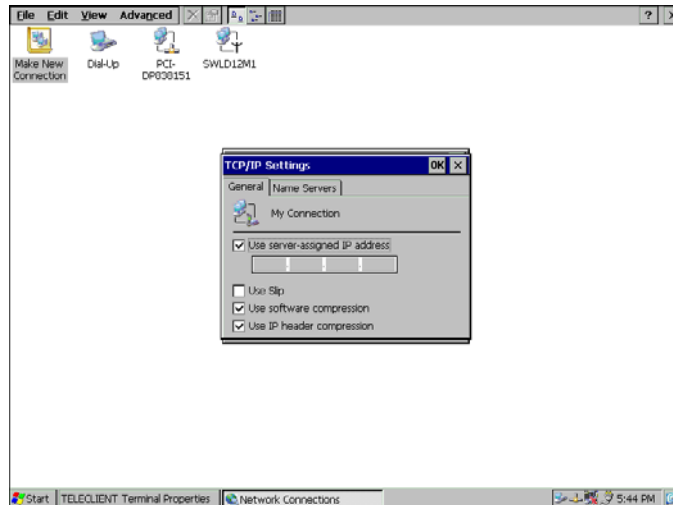 File Edit View Advanced ?
Make New Connection
Dial-Up
PCI-DP838151
SWLD12M1
TCP/IP Settings OK
General Name Servers
My Connection
Use server-assigned IP address
Use Slip
Use software compression
Use IP header compression
Start TELECLIENT Terminal Properties Network Connections 5:44 PM